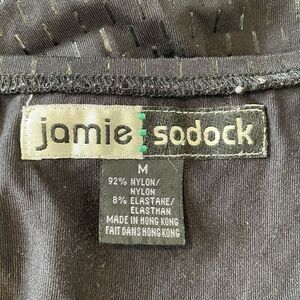 jamie sadock
M
92% NYLON/
NYLON
8% ELASTANE/
ELASTHAN
MADE IN HONG KONG
FAIT DANS HONG KONG